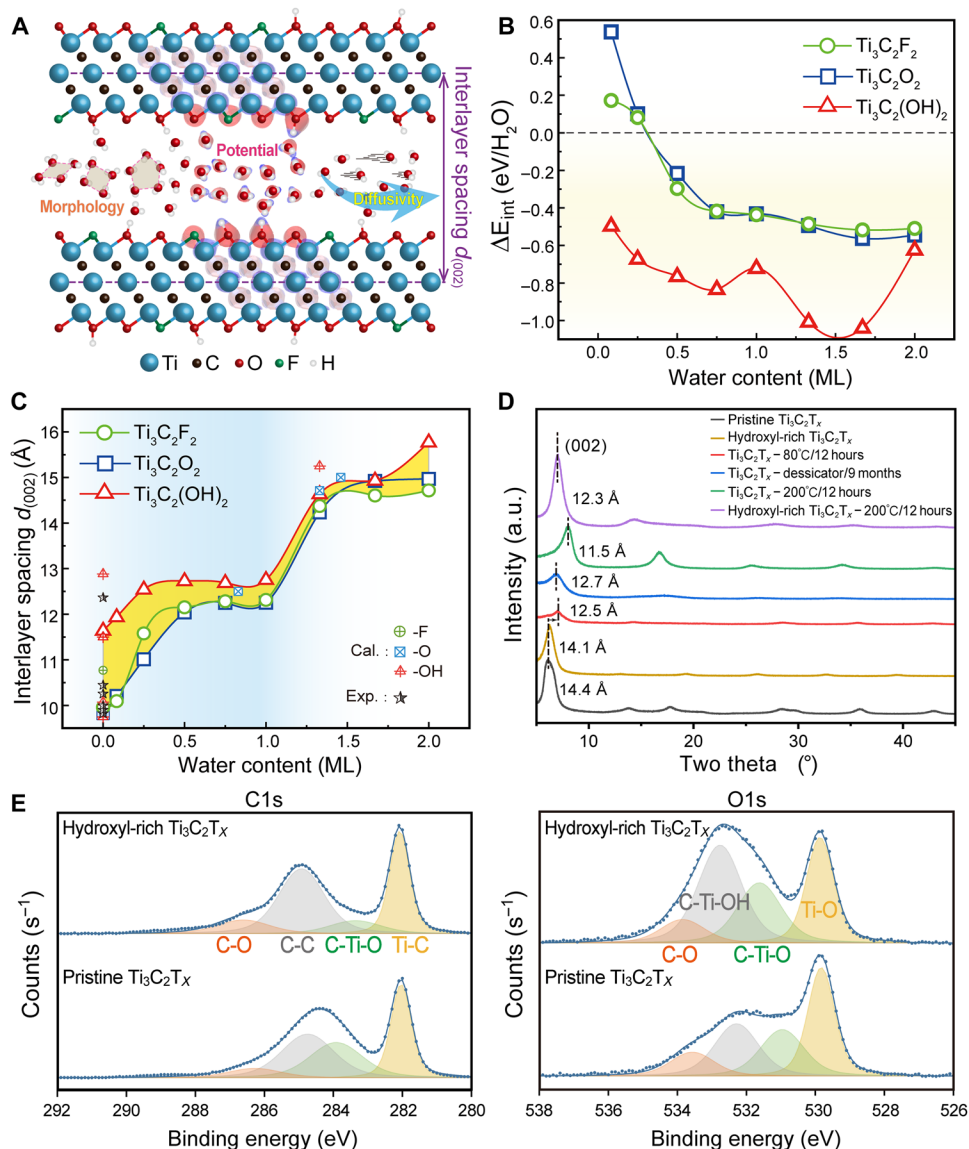 A
Potential
Morphology
Diffusivity
Interlayer spacing d(002)
Ti C O F H
B
ΔE_int (eV/H₂O)
0.6
0.4
0.2
0.0
−0.2
−0.4
−0.6
−0.8
−1.0
Ti₃C₂F₂
Ti₃C₂O₂
Ti₃C₂(OH)₂
0.0 0.5 1.0 1.5 2.0
Water content (ML)
C
Interlayer spacing d(002) (Å)
16
15
14
13
12
11
10
Ti₃C₂F₂
Ti₃C₂O₂
Ti₃C₂(OH)₂
-F
Cal. : -O
-OH
Exp. :
0.0 0.5 1.0 1.5 2.0
Water content (ML)
D
Intensity (a.u.)
Pristine Ti₃C₂Tₓ
Hydroxyl-rich Ti₃C₂Tₓ
Ti₃C₂Tₓ – 80°C/12 hours
Ti₃C₂Tₓ – dessicator/9 months
Ti₃C₂Tₓ – 200°C/12 hours
Hydroxyl-rich Ti₃C₂Tₓ – 200°C/12 hours
(002)
12.3 Å
11.5 Å
12.7 Å
12.5 Å
14.1 Å
14.4 Å
10 20 30 40
Two theta (°)
E
C1s
Counts (s⁻¹)
Hydroxyl-rich Ti₃C₂Tₓ
C-O C-C C-Ti-O Ti-C
Pristine Ti₃C₂Tₓ
292 290 288 286 284 282 280
Binding energy (eV)
O1s
Counts (s⁻¹)
Hydroxyl-rich Ti₃C₂Tₓ
C-Ti-OH Ti-O
C-O C-Ti-O
Pristine Ti₃C₂Tₓ
538 536 534 532 530 528 526
Binding energy (eV)